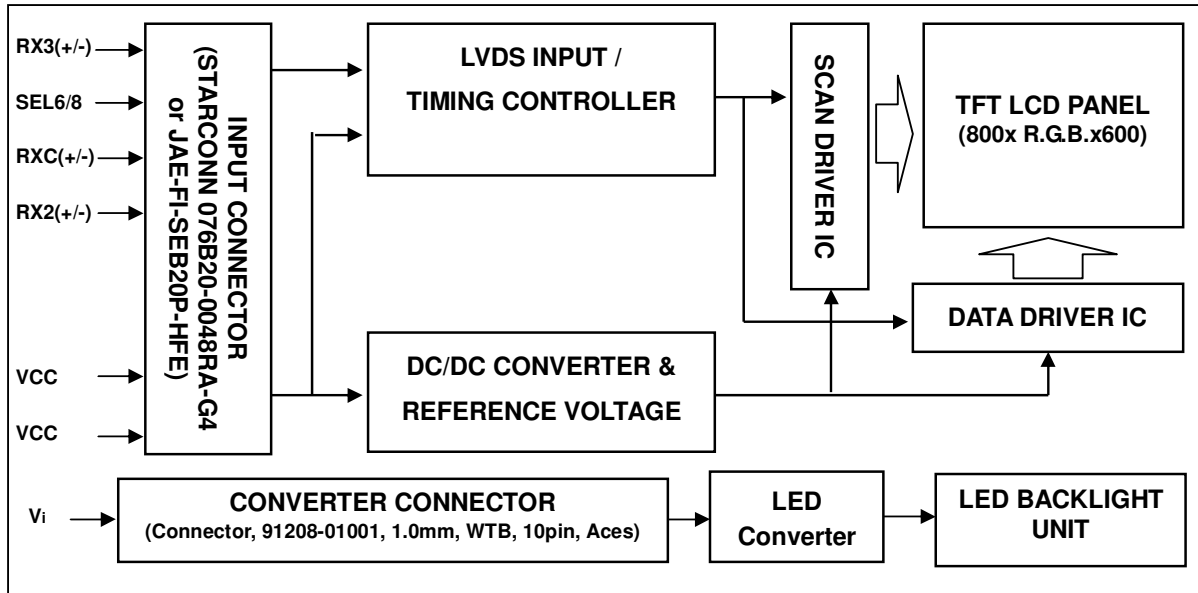 RX3(+/-)
SEL6/8
RXC(+/-)
RX2(+/-)
VCC
VCC
INPUT CONNECTOR
(STARCONN 076B20-0048RA-G4
or JAE-FI-SEB20P-HFE)
LVDS INPUT /
TIMING CONTROLLER
SCAN DRIVER IC
TFT LCD PANEL
(800x R.G.B.x600)
DATA DRIVER IC
DC/DC CONVERTER &
REFERENCE VOLTAGE
Vi
CONVERTER CONNECTOR
(Connector, 91208-01001, 1.0mm, WTB, 10pin, Aces)
LED
Converter
LED BACKLIGHT
UNIT